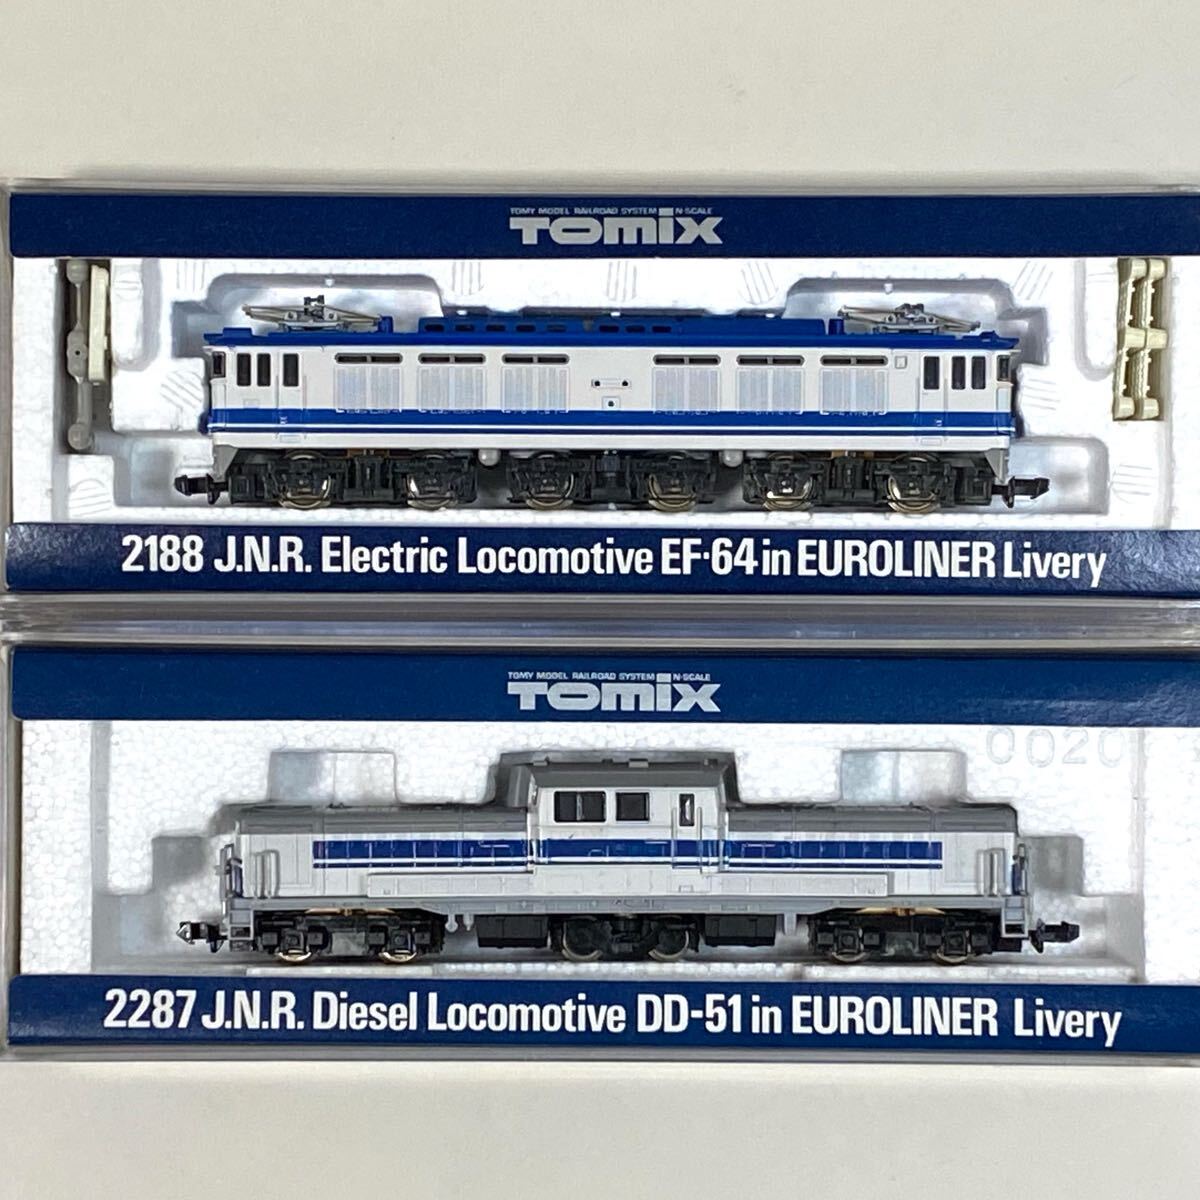 TOMY MODEL RAILROAD SYSTEM N-SCALE
TOMIX
2188 J.N.R. Electric Locomotive EF·64 in EUROLINER Livery
TOMY MODEL RAILROAD SYSTEM N-SCALE
TOMIX
0020
2287 J.N.R. Diesel Locomotive DD-51 in EUROLINER Livery